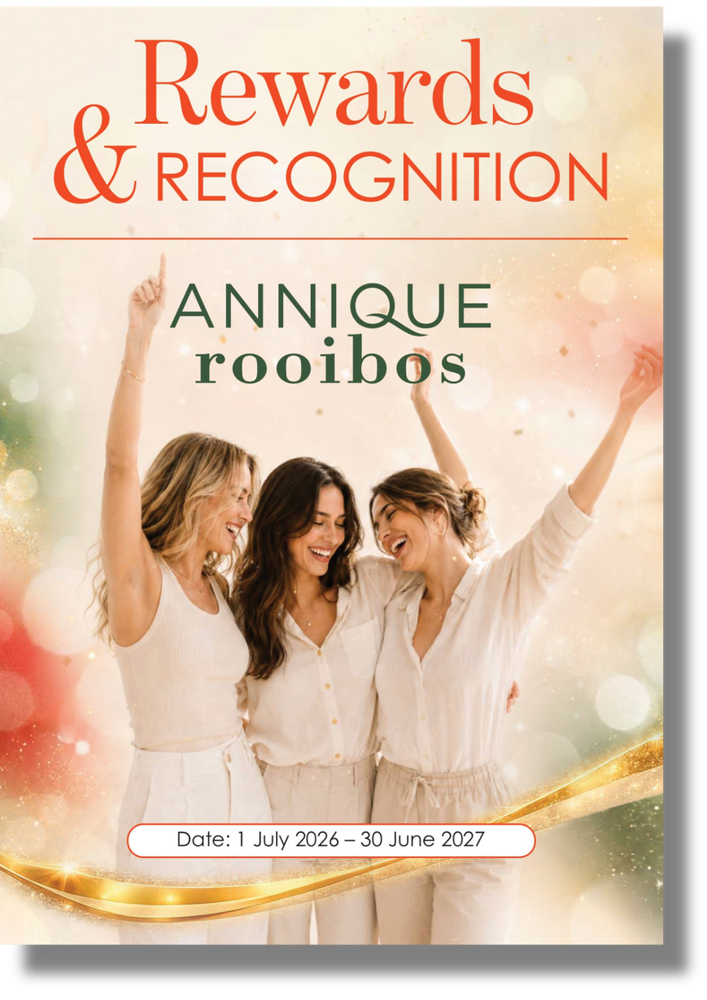 Rewards
& RECOGNITION
ANNIQUE
rooibos
Date: 1 July 2026 – 30 June 2027